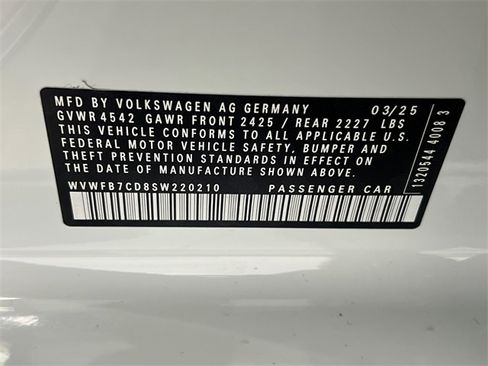 MFD BY VOLKSWAGEN AG GERMANY 03/25
GVWR 4542 GAWR FRONT 2425 / REAR 2227 LBS
THIS VEHICLE CONFORMS TO ALL APPLICABLE U.S.
FEDERAL MOTOR VEHICLE SAFETY, BUMPER AND
THEFT PREVENTION STANDARDS IN EFFECT ON
THE DATE OF MANUFACTURE SHOWN ABOVE.
WVWFB7CD8SW220210 PASSENGER CAR
1320544 4008 3